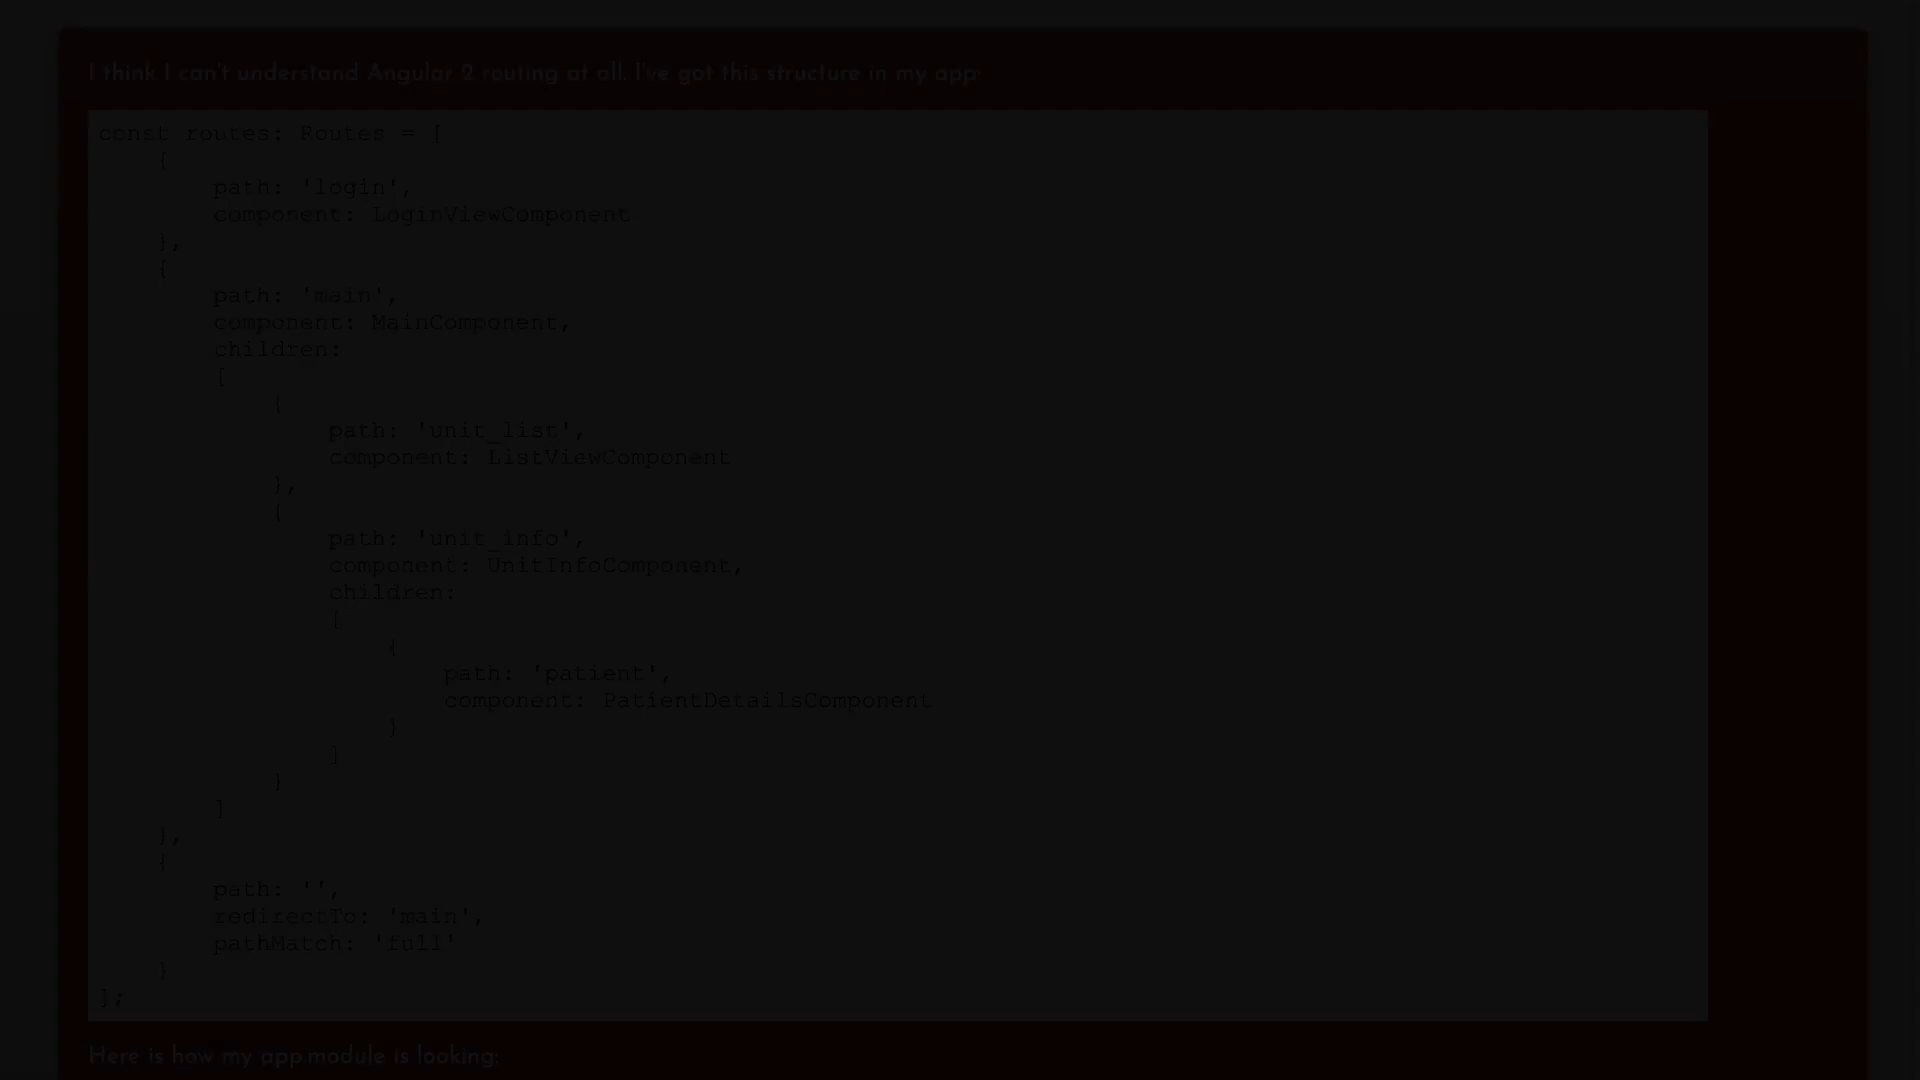 I think I can't understand Angular 2 routing at all. I've got this structure in my app:
const routes: Routes = [
    {
        path: 'login',
        component: LoginViewComponent
    },
    {
        path: 'main',
        component: MainComponent,
        children:
        [
            {
                path: 'unit_list',
                component: ListViewComponent
            },
            {
                path: 'unit_info',
                component: UnitInfoComponent,
                children:
                [
                    {
                        path: 'patient',
                        component: PatientDetailsComponent
                    }
                ]
            }
        ]
    },
    {
        path: '',
        redirectTo: 'main',
        pathMatch: 'full'
    }
];
Here is how my app.module is looking: